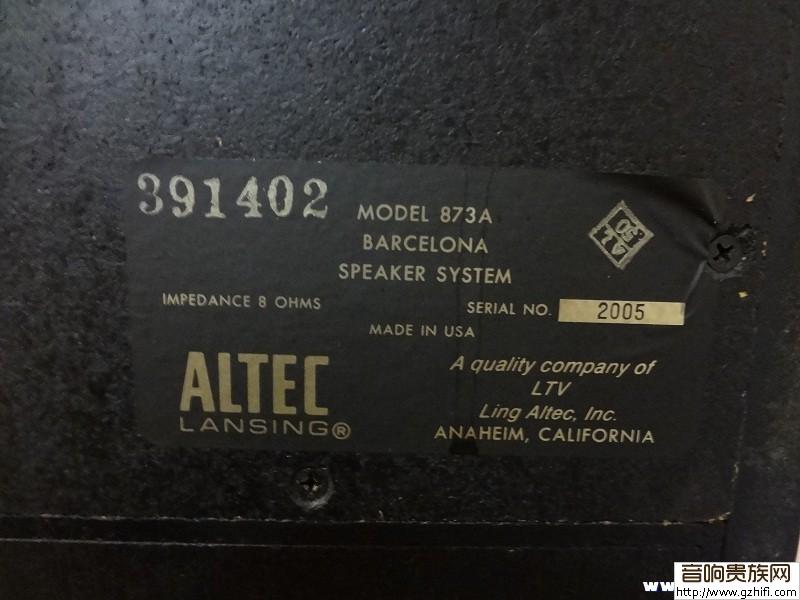 391402
MODEL 873A
BARCELONA
SPEAKER SYSTEM
IMPEDANCE 8 OHMS
SERIAL NO. 2005
MADE IN USA
ALTEC
LANSING®
A quality company of
LTV
Ling Altec, Inc.
ANAHEIM, CALIFORNIA
音响贵族网
http://www.gzhifi.com